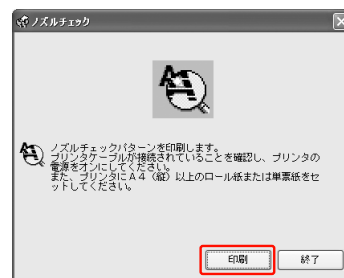 ノズルチェック
ノズルチェックパターンを印刷します。
プリンタケーブルが接続されていることを確認し、プリンタの
電源をオンにしてください。
また、プリンタにA4（縦）以上のロール紙または単票紙をセ
ットしてください。
印刷
終了